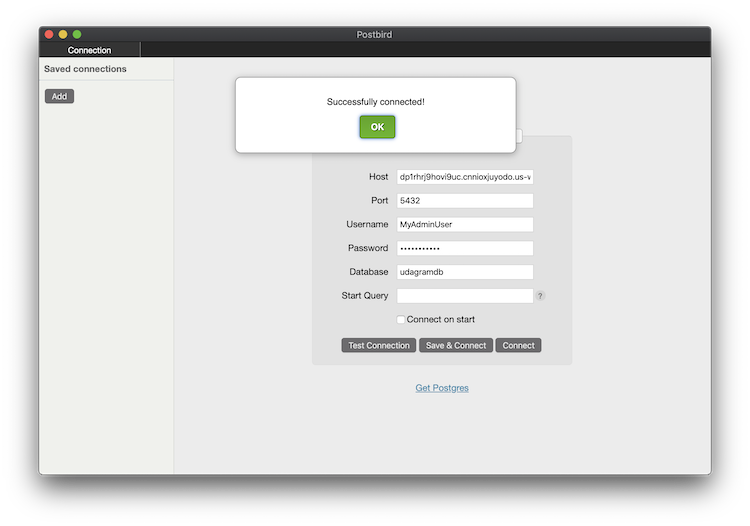 Postbird
Connection
Saved connections
Add
Successfully connected!
OK
Host dp1rhrj9hovi9uc.cnnioxjuyodo.us-
Port 5432
Username MyAdminUser
Password •••••••••••
Database udagramdb
Start Query ?
Connect on start
Test Connection Save & Connect Connect
Get Postgres